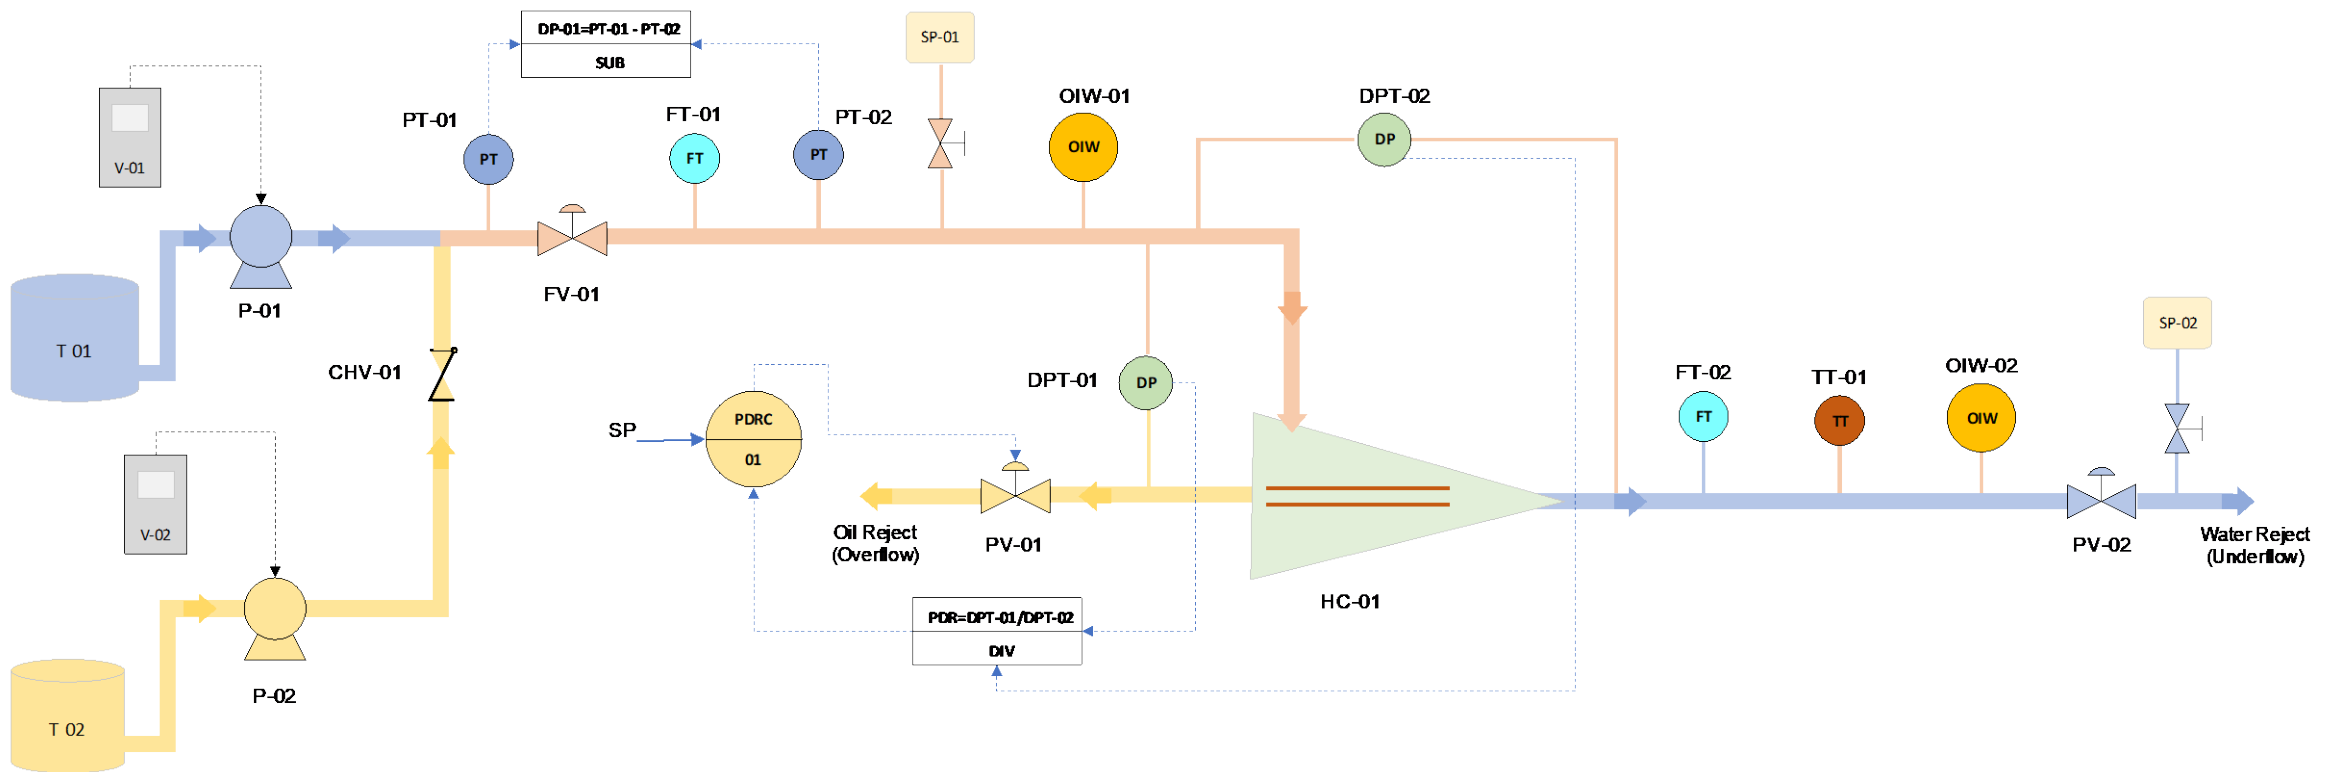 DP-01=PT-01 - PT-02
SUB
SP-01
OIW-01
DPT-02
PT-01
FT-01
PT-02
PT
FT
PT
OIW
DP
V-01
P-01
FV-01
T 01
CHV-01
DPT-01
DP
SP
PDRC
01
SP-02
FT-02
TT-01
OIW-02
FT
TT
OIW
V-02
Oil Reject
(Overflow)
PV-01
PV-02
Water Reject
(Underflow)
HC-01
PDR=DPT-01/DPT-02
DIV
P-02
T 02